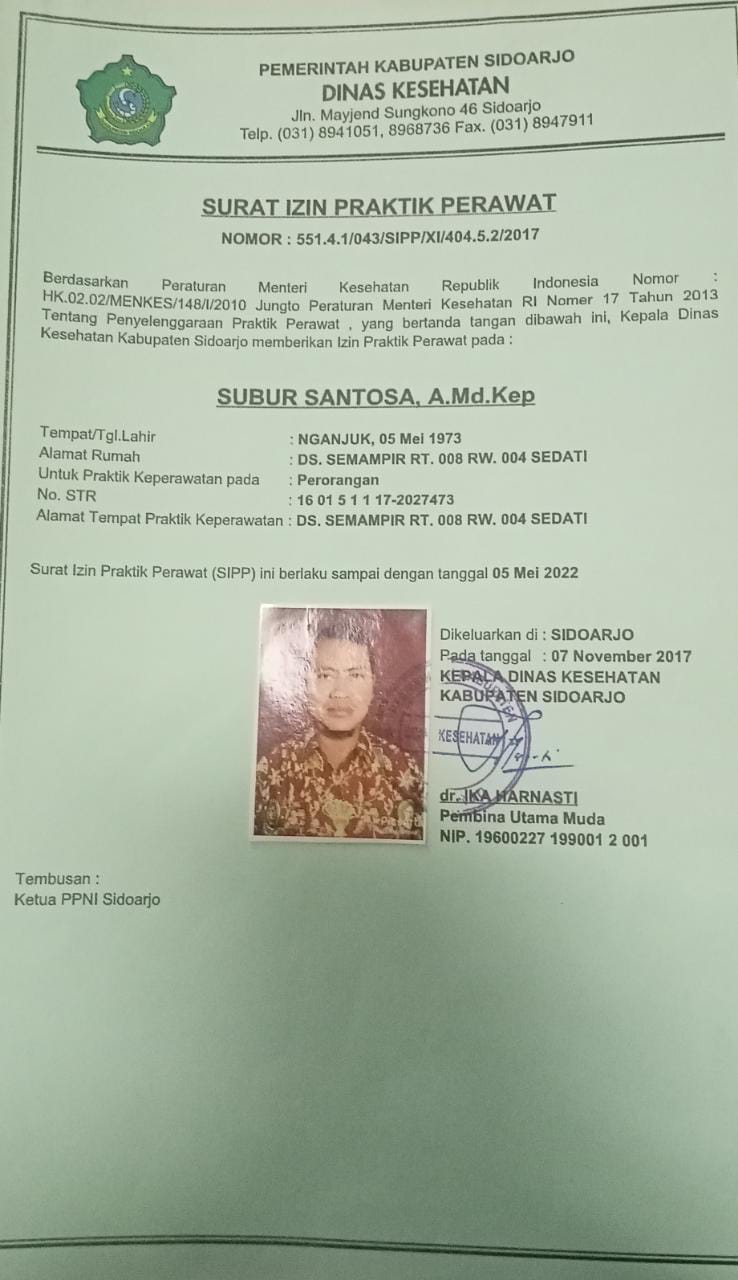 PEMERINTAH KABUPATEN SIDOARJO
DINAS KESEHATAN
Jln. Mayjend Sungkono 46 Sidoarjo
Telp. (031) 8941051, 8968736 Fax. (031) 8947911
SURAT IZIN PRAKTIK PERAWAT
NOMOR : 551.4.1/043/SIPP/XI/404.5.2/2017
Berdasarkan Peraturan Menteri Kesehatan Republik Indonesia Nomor :
HK.02.02/MENKES/148/I/2010 Jungto Peraturan Menteri Kesehatan RI Nomer 17 Tahun 2013
Tentang Penyelenggaraan Praktik Perawat , yang bertanda tangan dibawah ini, Kepala Dinas
Kesehatan Kabupaten Sidoarjo memberikan Izin Praktik Perawat pada :
SUBUR SANTOSA, A.Md.Kep
Tempat/Tgl.Lahir : NGANJUK, 05 Mei 1973
Alamat Rumah : DS. SEMAMPIR RT. 008 RW. 004 SEDATI
Untuk Praktik Keperawatan pada : Perorangan
No. STR : 16 01 5 1 1 17-2027473
Alamat Tempat Praktik Keperawatan : DS. SEMAMPIR RT. 008 RW. 004 SEDATI
Surat Izin Praktik Perawat (SIPP) ini berlaku sampai dengan tanggal 05 Mei 2022
Dikeluarkan di : SIDOARJO
Pada tanggal : 07 November 2017
KEPALA DINAS KESEHATAN
KABUPATEN SIDOARJO
KESEHATAN
dr. IKA HARNASTI
Pembina Utama Muda
NIP. 19600227 199001 2 001
Tembusan :
Ketua PPNI Sidoarjo